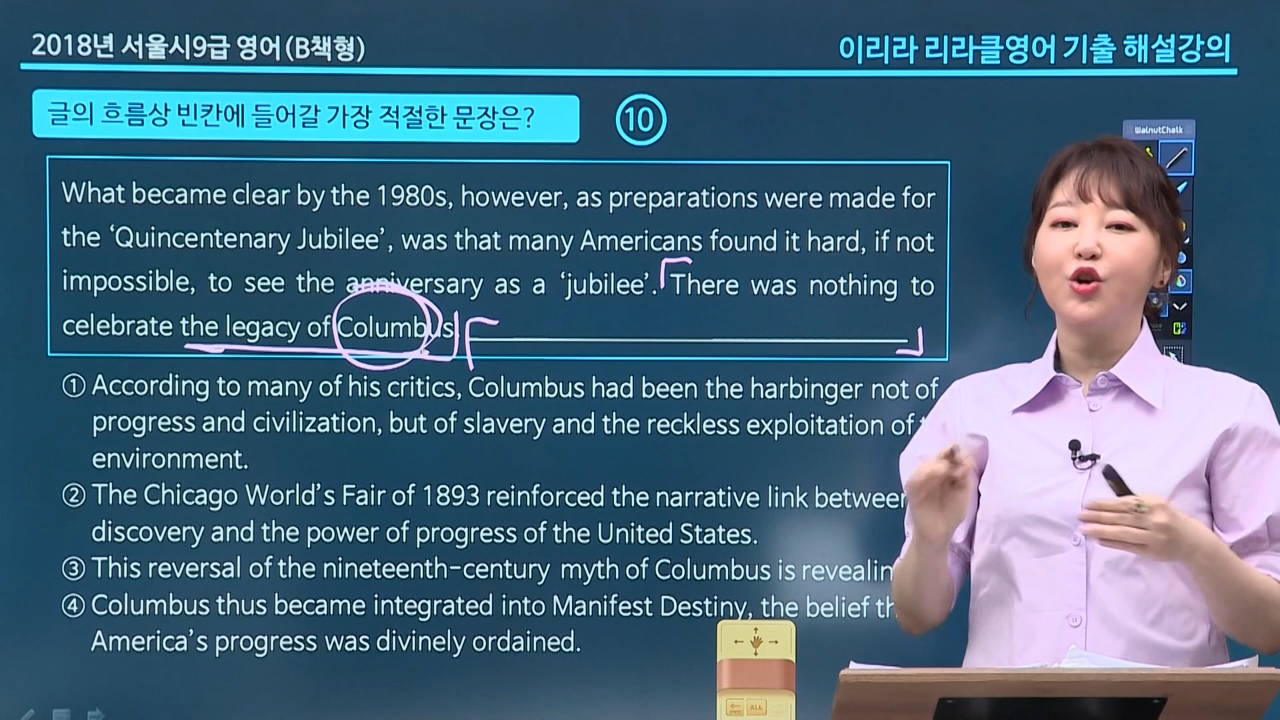 2018년 서울시9급 영어(B책형)
이리라 리라클영어 기출 해설강의
글의 흐름상 빈칸에 들어갈 가장 적절한 문장은?
10
WalnutChalk
What became clear by the 1980s, however, as preparations were made for
the ‘Quincentenary Jubilee’, was that many Americans found it hard, if not
impossible, to see the anniversary as a ‘jubilee’. There was nothing to
celebrate the legacy of Columbus.
① According to many of his critics, Columbus had been the harbinger not of
progress and civilization, but of slavery and the reckless exploitation of
environment.
② The Chicago World’s Fair of 1893 reinforced the narrative link between
discovery and the power of progress of the United States.
③ This reversal of the nineteenth-century myth of Columbus is
④ Columbus thus became integrated into Manifest Destiny, the belief
America’s progress was divinely ordained.
ALL